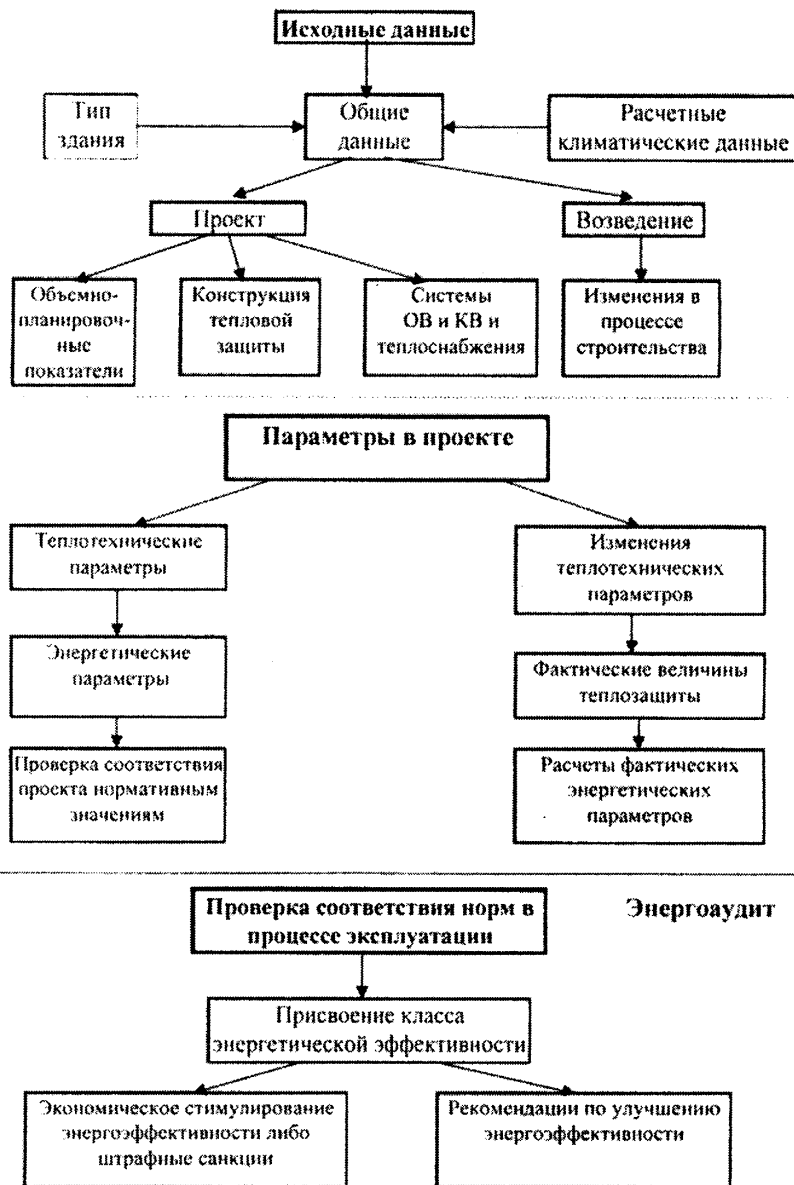 Исходные данные
Тип
здания
Общие
данные
Расчетные
климатические данные
Проект
Возведение
Объемно-
планировоч-
ные
показатели
Конструкция
тепловой
защиты
Системы
ОВ и КВ и
теплоснабжения
Изменения в
процессе
строительства
Параметры в проекте
Теплотехнические
параметры
Изменения
теплотехнических
параметров
Энергетические
параметры
Фактические величины
теплозащиты
Проверка соответствия
проекта нормативным
значениям
Расчеты фактических
энергетических
параметров
Проверка соответствия норм в
процессе эксплуатации
Энергоаудит
Присвоение класса
энергетической эффективности
Экономическое стимулирование
энергоэффективности либо
штрафные санкции
Рекомендации по улучшению
энергоэффективности